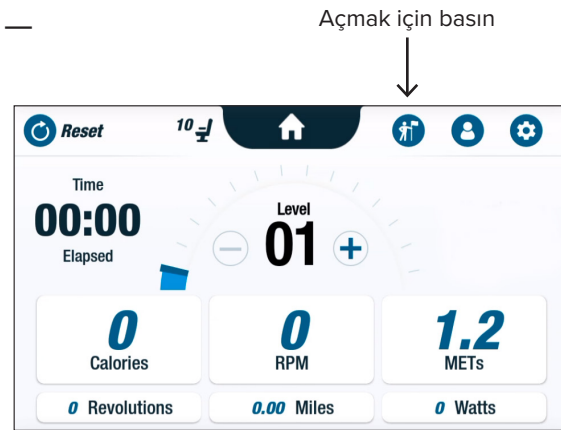 Açmak için basın
Reset
10
Time
00:00
Elapsed
Level
01
0
Calories
0
RPM
1.2
METs
0 Revolutions
0.00 Miles
0 Watts